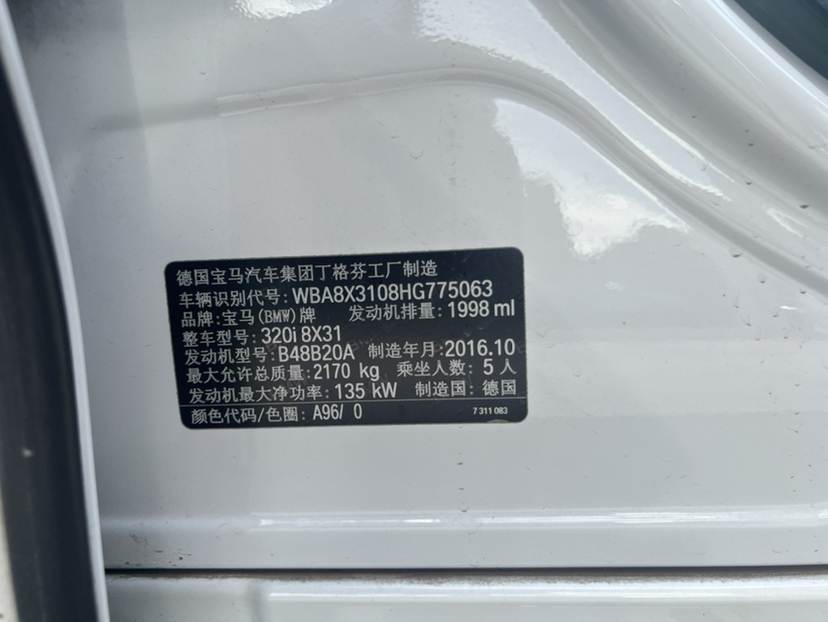 德国宝马汽车集团丁格芬工厂制造
车辆识别代号: WBA8X3108HG775063
品牌: 宝马(BMW)牌 发动机排量: 1998 ml
整车型号: 320i 8X31
发动机型号: B48B20A 制造年月: 2016.10
最大允许总质量: 2170 kg 乘坐人数: 5人
发动机最大净功率: 135 kW 制造国: 德国
颜色代码/色圈: A96/ 0 7 311 083